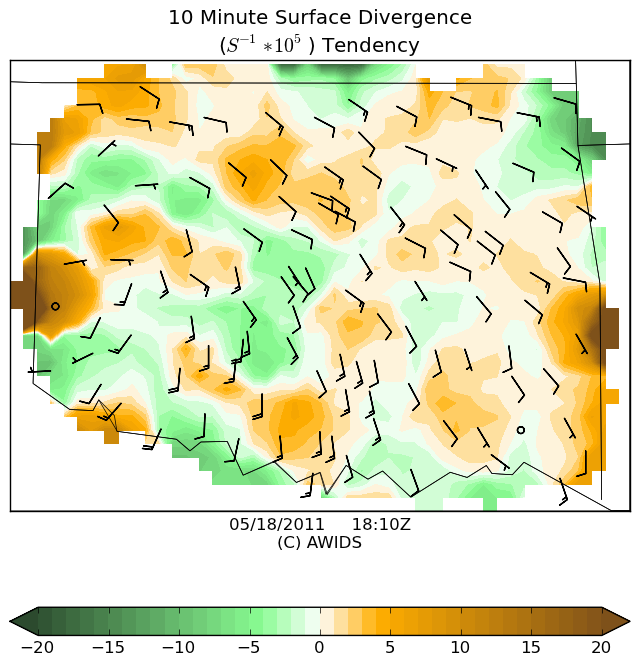 10 Minute Surface Divergence
(S⁻¹ * 10⁵ ) Tendency
05/18/2011 18:10Z
(C) AWIDS
−20 −15 −10 −5 0 5 10 15 20